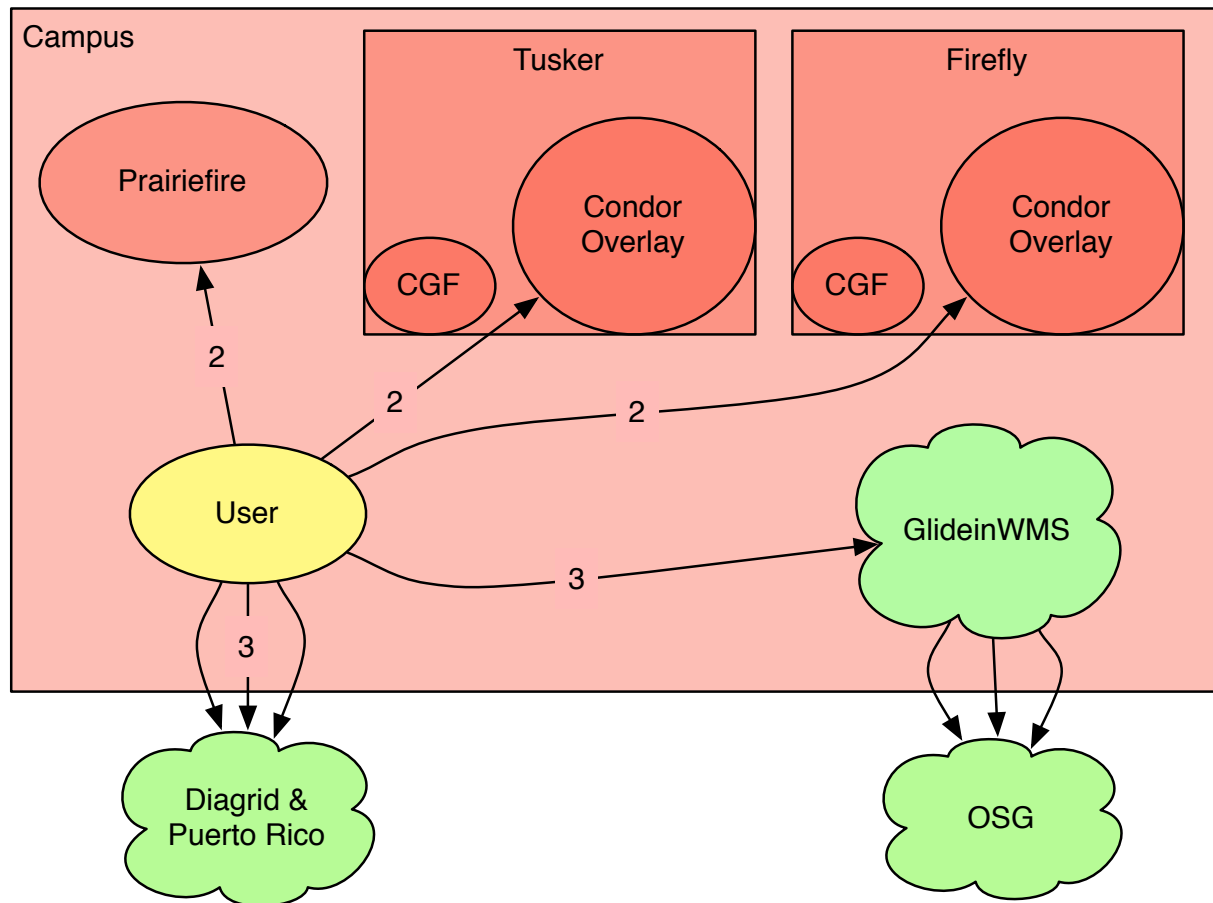 Campus
Tusker
Firefly
Prairiefire
Condor
Overlay
Condor
Overlay
CGF
CGF
2
2
2
User
GlideinWMS
3
3
Diagrid &
Puerto Rico
OSG